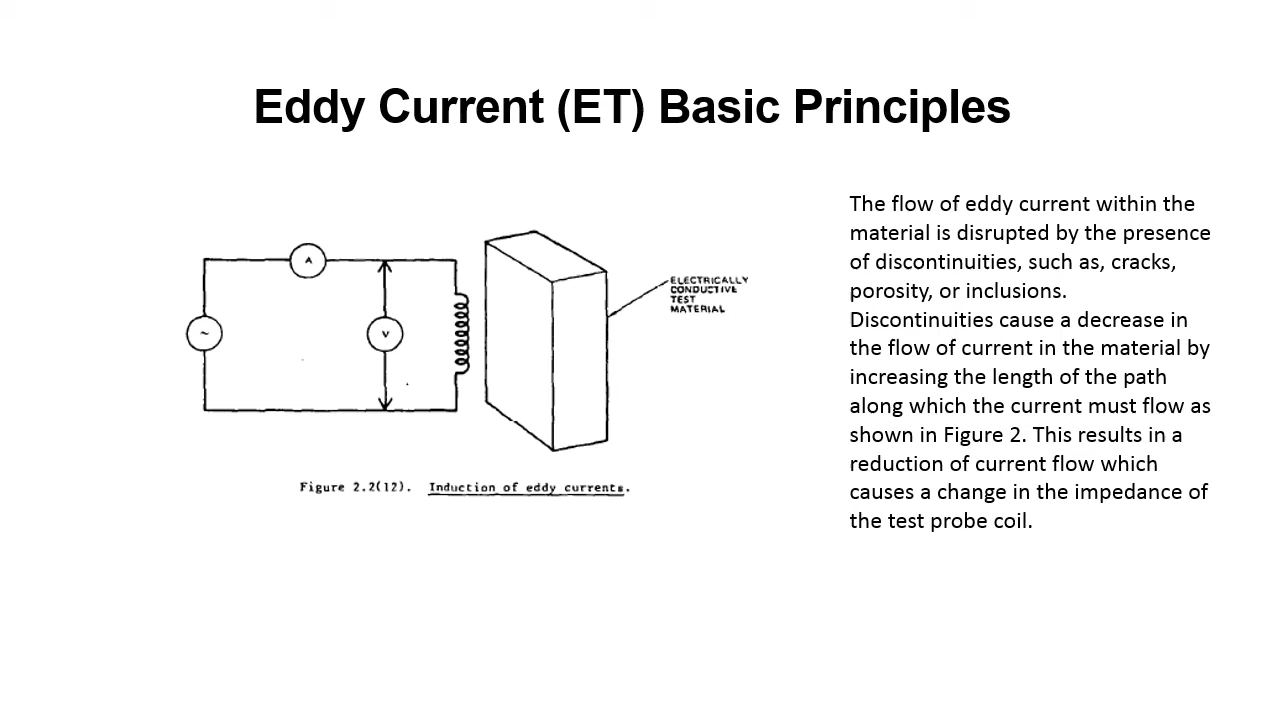 Eddy Current (ET) Basic Principles
A
~
V
ELECTRICALLY
CONDUCTIVE
TEST
MATERIAL
Figure 2.2(12). Induction of eddy currents.
The flow of eddy current within the
material is disrupted by the presence
of discontinuities, such as, cracks,
porosity, or inclusions.
Discontinuities cause a decrease in
the flow of current in the material by
increasing the length of the path
along which the current must flow as
shown in Figure 2. This results in a
reduction of current flow which
causes a change in the impedance of
the test probe coil.